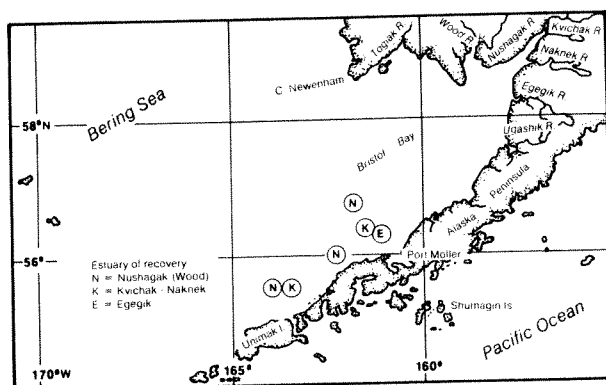 Togiak R
Wood R
Nushagak R
Kvichak R
Naknek R
Egegik R
Ugashik R
C Newenham
Bering Sea
58°N
Bristol Bay
Peninsula
Alaska
N
K
E
N
56°
Port Moller
Estuary of recovery
N = Nushagak (Wood)
K = Kvichak - Naknek
E = Egegik
N
K
Shumagin Is
Unimak I
Pacific Ocean
170°W
165°
160°